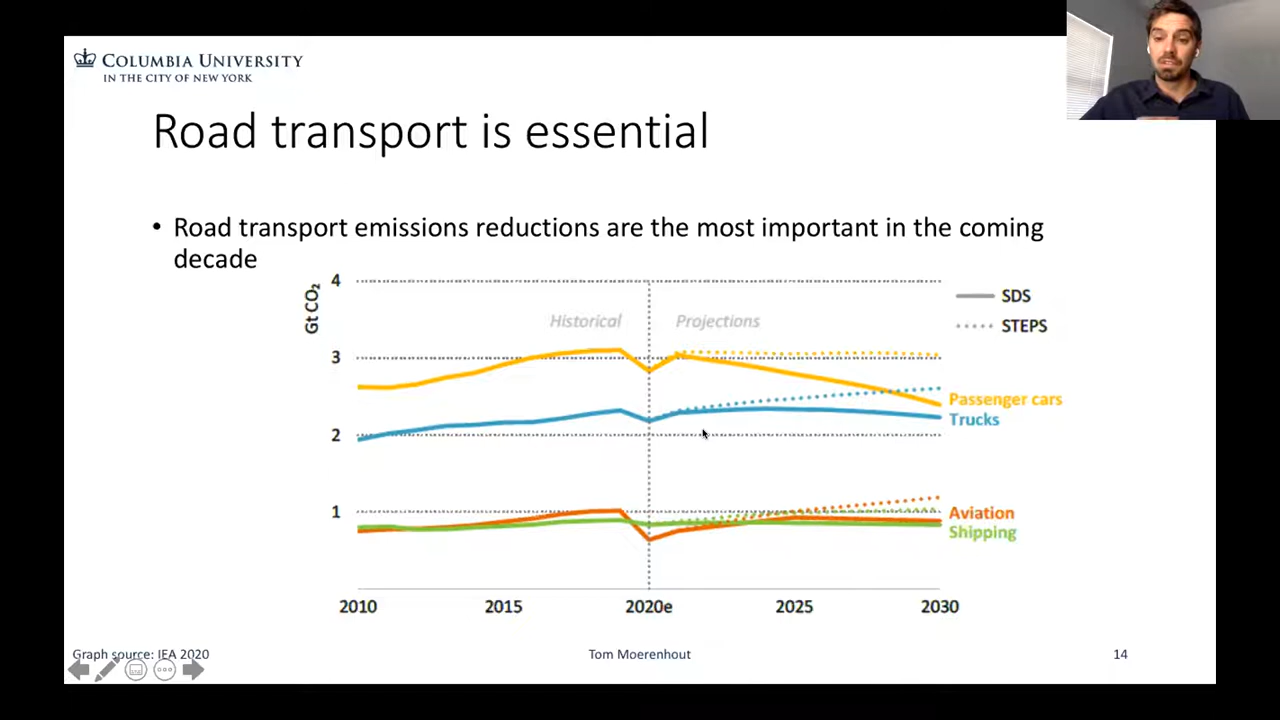 COLUMBIA UNIVERSITY
IN THE CITY OF NEW YORK
Road transport is essential
• Road transport emissions reductions are the most important in the coming
decade
Gt CO₂
4
3
2
1
Historical
Projections
SDS
STEPS
Passenger cars
Trucks
Aviation
Shipping
2010
2015
2020e
2025
2030
Graph source: IEA 2020
Tom Moerenhout
14